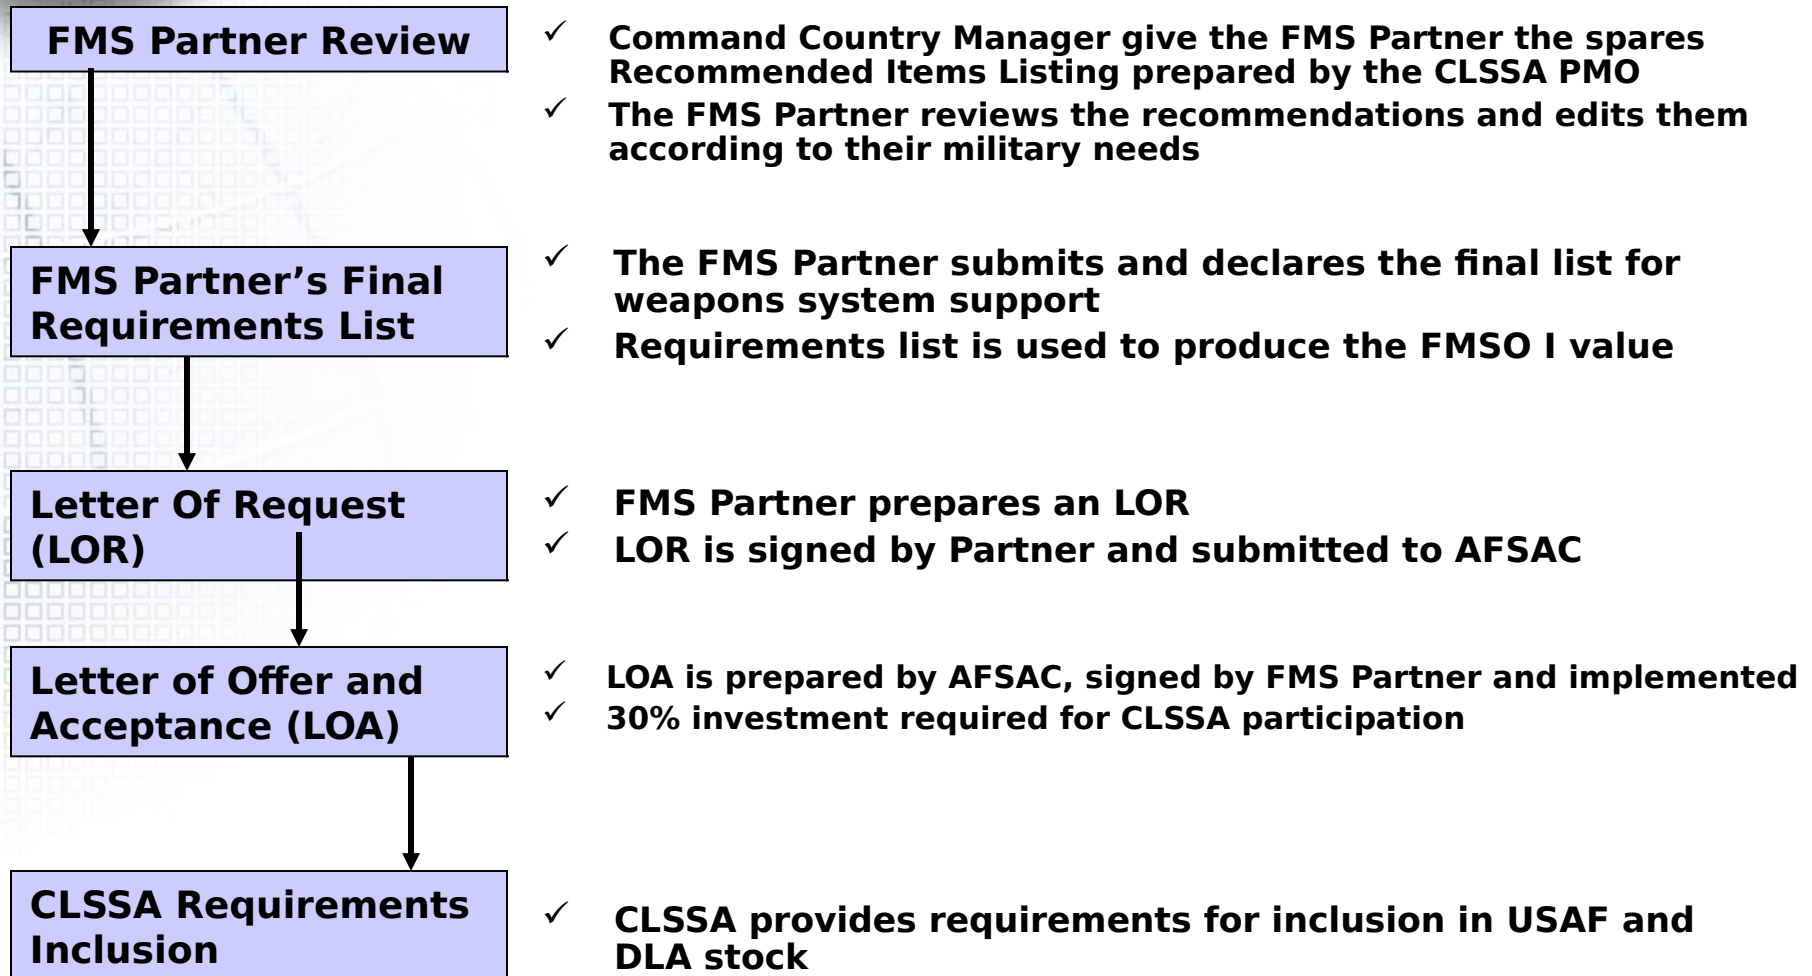 FMS Partner Review
✓ Command Country Manager give the FMS Partner the spares
Recommended Items Listing prepared by the CLSSA PMO
✓ The FMS Partner reviews the recommendations and edits them
according to their military needs
FMS Partner’s Final
Requirements List
✓ The FMS Partner submits and declares the final list for
weapons system support
✓ Requirements list is used to produce the FMSO I value
Letter Of Request
(LOR)
✓ FMS Partner prepares an LOR
✓ LOR is signed by Partner and submitted to AFSAC
Letter of Offer and
Acceptance (LOA)
✓ LOA is prepared by AFSAC, signed by FMS Partner and implemented
✓ 30% investment required for CLSSA participation
CLSSA Requirements
Inclusion
✓ CLSSA provides requirements for inclusion in USAF and
DLA stock